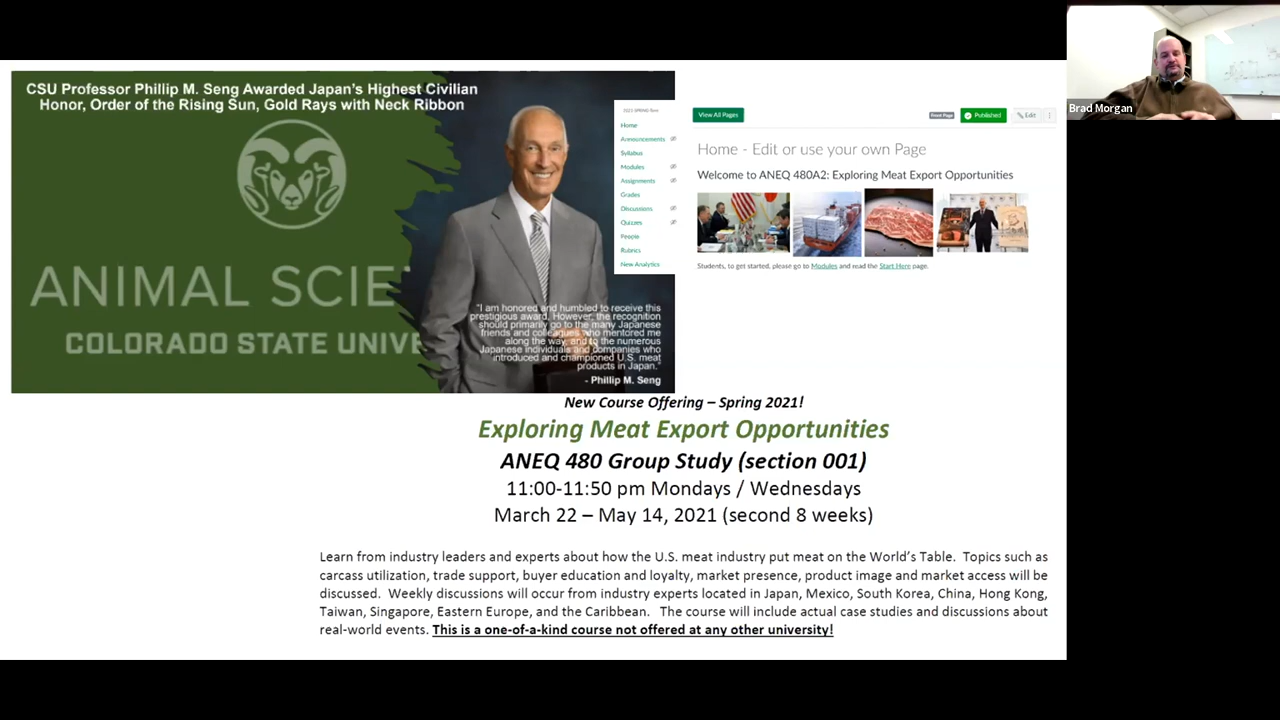 CSU Professor Phillip M. Seng Awarded Japan's Highest Civilian
Honor, Order of the Rising Sun, Gold Rays with Neck Ribbon
ANIMAL SCIE
COLORADO STATE UNIVE
"I am honored and humbled to receive this
prestigious award. However, the recognition
should primarily go to the many Japanese
friends and colleagues who mentored me
along the way, and to the numerous
Japanese individuals and companies who
introduced and championed U.S. meat
products in Japan."
- Phillip M. Seng
Home
Announcements
Syllabus
Modules
Assignments
Grades
Discussions
Quizzes
People
Rubrics
New Analytics
View All Pages
Front Page
Published
Edit
Home - Edit or use your own Page
Welcome to ANEQ 480A2: Exploring Meat Export Opportunities
Students, to get started, please go to Modules and read the Start Here page.
Brad Morgan
New Course Offering – Spring 2021!
Exploring Meat Export Opportunities
ANEQ 480 Group Study (section 001)
11:00-11:50 pm Mondays / Wednesdays
March 22 – May 14, 2021 (second 8 weeks)
Learn from industry leaders and experts about how the U.S. meat industry put meat on the World's Table. Topics such as
carcass utilization, trade support, buyer education and loyalty, market presence, product image and market access will be
discussed. Weekly discussions will occur from industry experts located in Japan, Mexico, South Korea, China, Hong Kong,
Taiwan, Singapore, Eastern Europe, and the Caribbean. The course will include actual case studies and discussions about
real-world events. This is a one-of-a-kind course not offered at any other university!